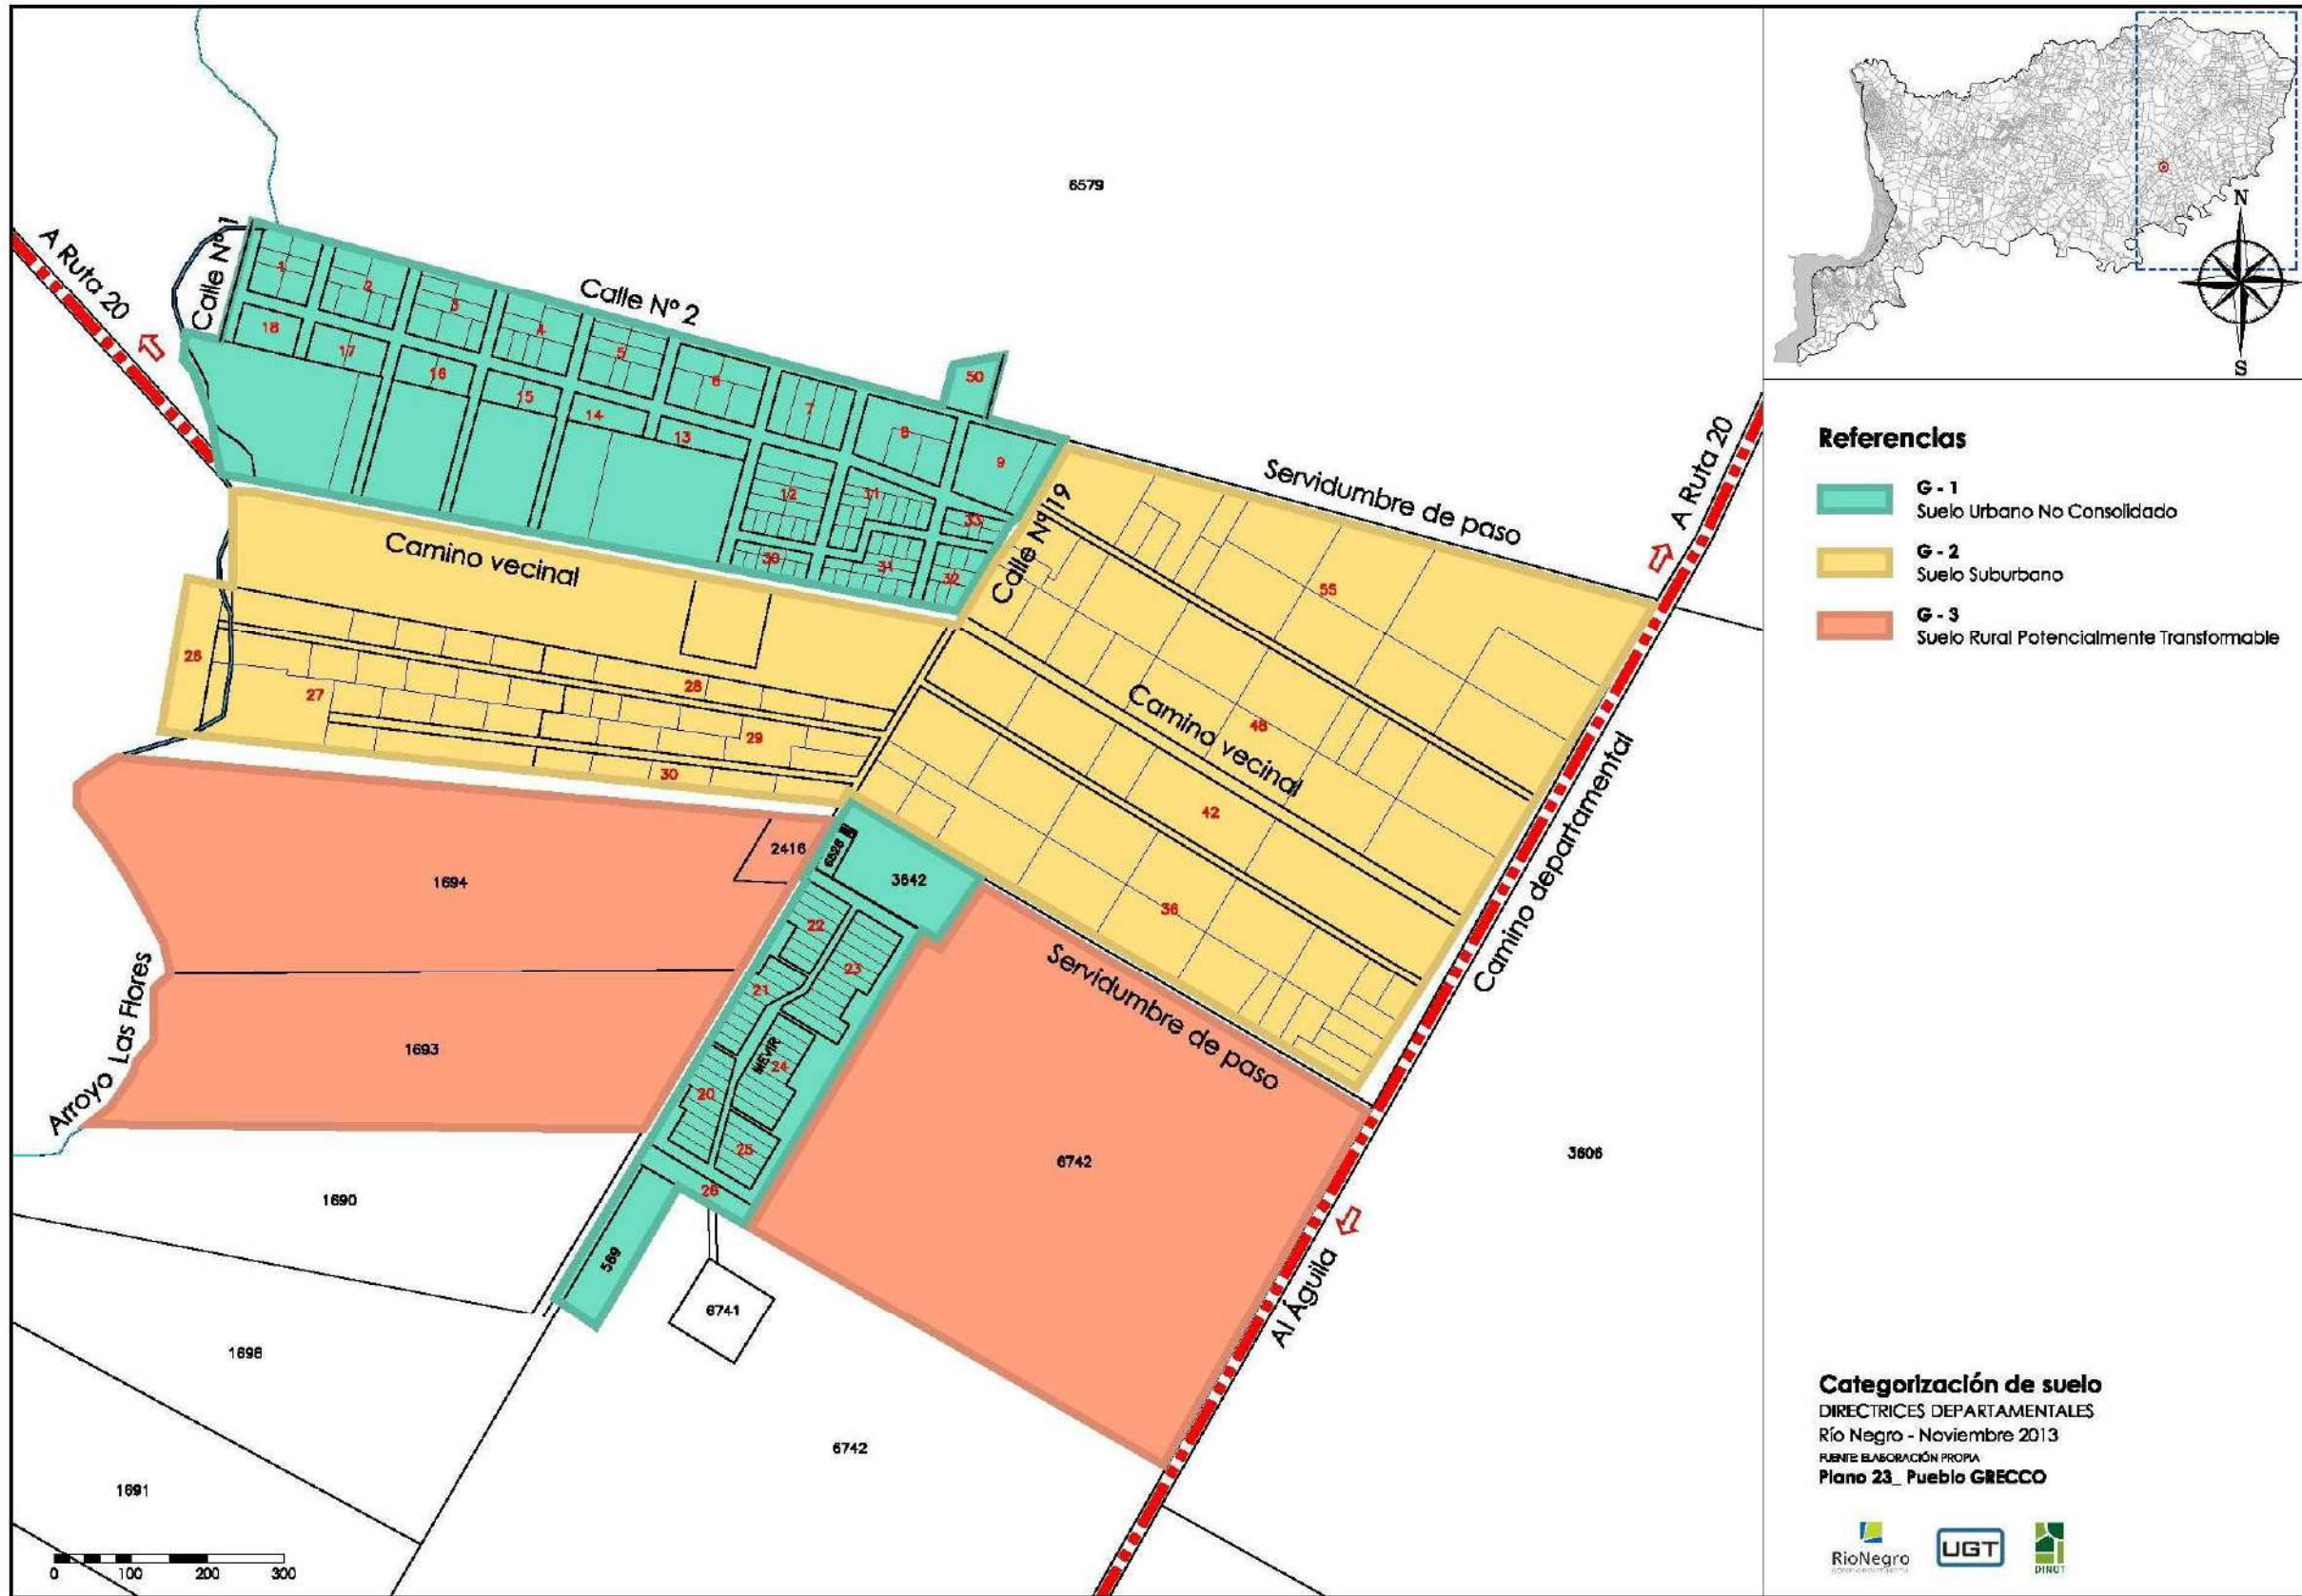 6579
N
S
A Ruta 20
Calle Nº 1
Calle Nº 2
1
2
3
4
5
6
7
8
9
50
18
17
16
15
14
13
12
11
33
30
31
32
Calle Nº 19
Servidumbre de paso
A Ruta 20
Camino vecinal
55
26
27
28
29
30
Camino vecinal
48
42
36
Camino departamental
Servidumbre de paso
2416
6528
3642
1694
1693
Arroyo Las Flores
22
23
21
MEVIR
24
20
25
26
569
6741
6742
3606
Al Águila
1690
1698
1691
6742
0
100
200
300
Referencias
G - 1
Suelo Urbano No Consolidado
G - 2
Suelo Suburbano
G - 3
Suelo Rural Potencialmente Transformable
Categorización de suelo
DIRECTRICES DEPARTAMENTALES
Río Negro - Noviembre 2013
FUENTE: ELABORACIÓN PROPIA
Plano 23_ Pueblo GRECCO
RioNegro
UGT
DINOT